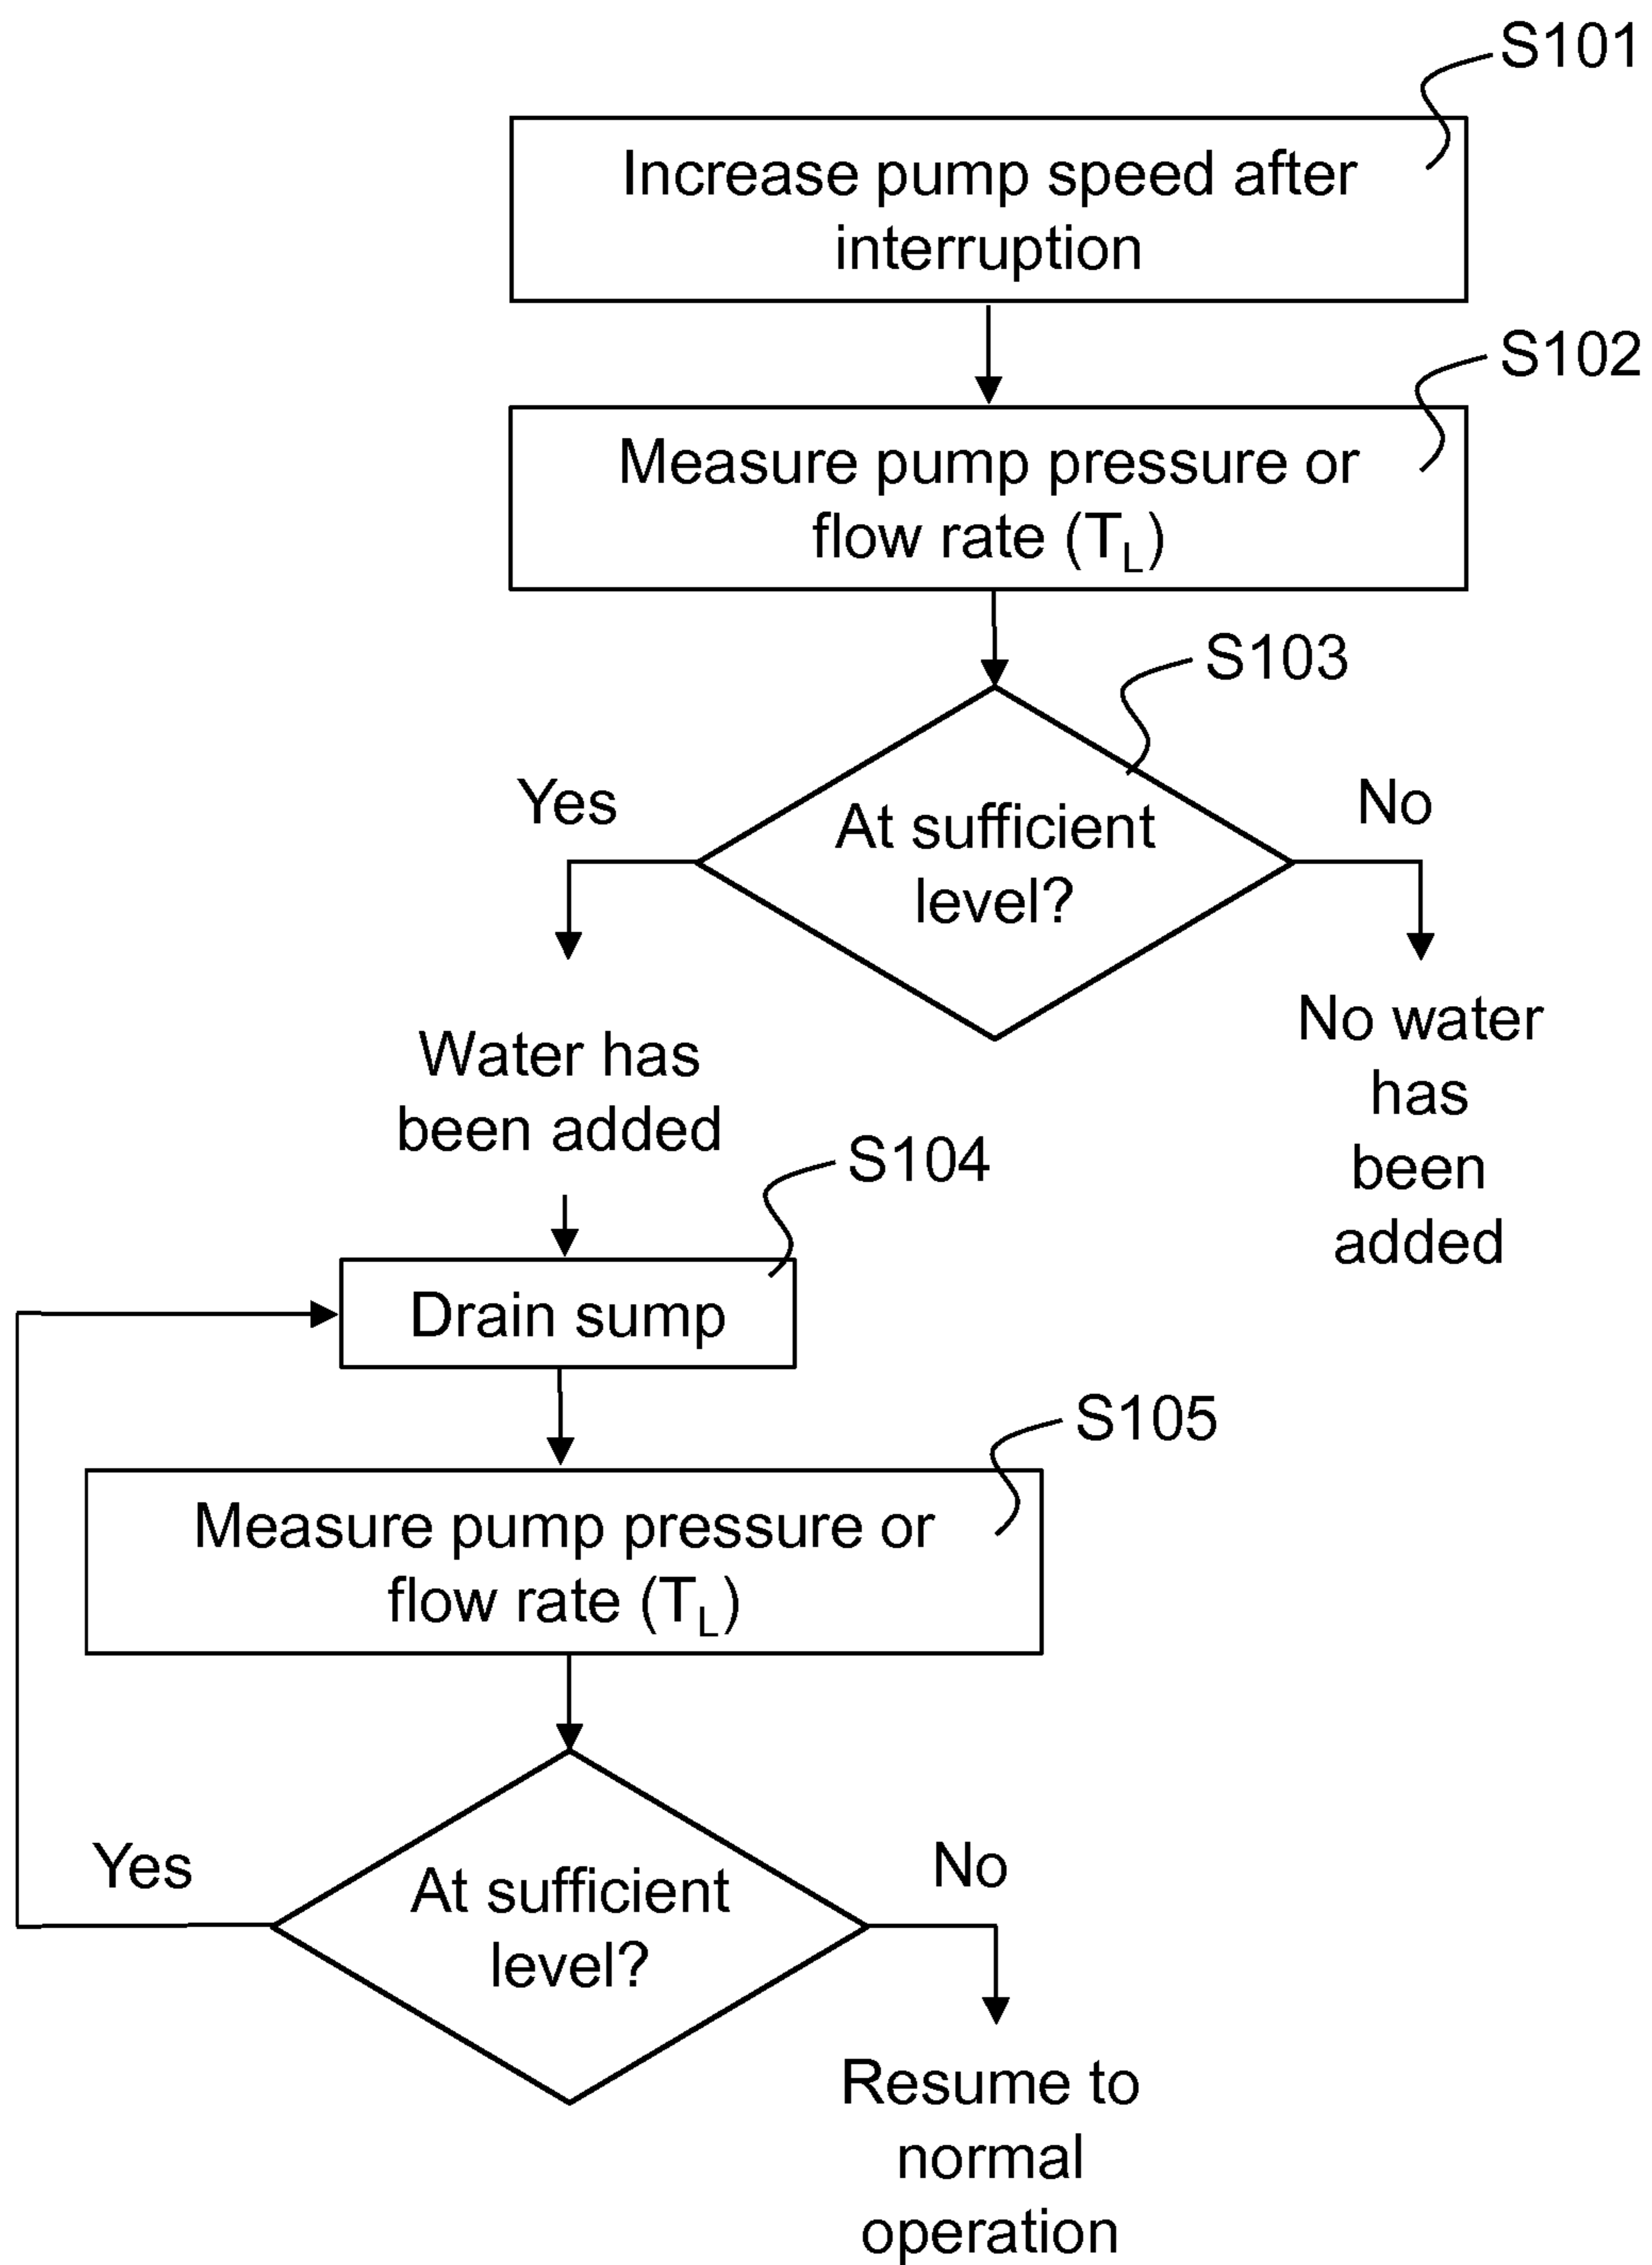 S101
Increase pump speed after
interruption
S102
Measure pump pressure or
flow rate (T_L)
S103
Yes
No
At sufficient
level?
Water has
been added
No water
has
been
added
S104
Drain sump
S105
Measure pump pressure or
flow rate (T_L)
Yes
No
At sufficient
level?
Resume to
normal
operation